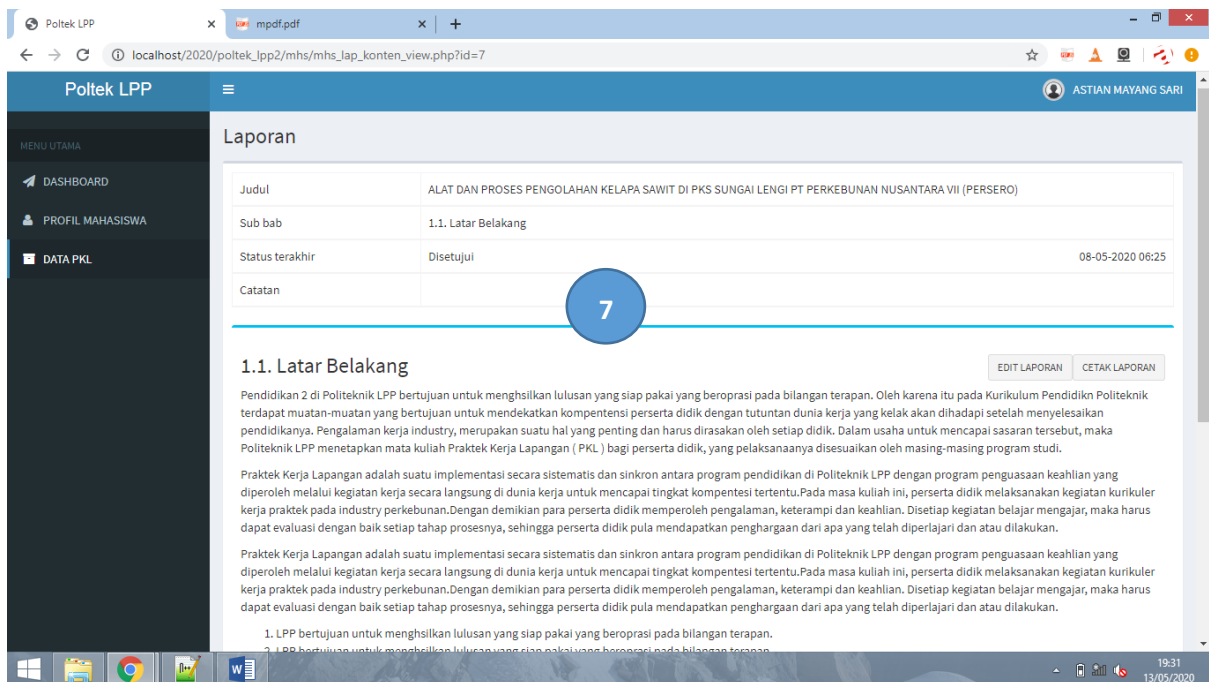 Poltek LPP
mpdf.pdf
localhost/2020/poltek_lpp2/mhs/mhs_lap_konten_view.php?id=7
Poltek LPP
ASTIAN MAYANG SARI
MENU UTAMA
DASHBOARD
PROFIL MAHASISWA
DATA PKL
Laporan
Judul ALAT DAN PROSES PENGOLAHAN KELAPA SAWIT DI PKS SUNGAI LENGI PT PERKEBUNAN NUSANTARA VII (PERSERO)
Sub bab 1.1. Latar Belakang
Status terakhir Disetujui 08-05-2020 06:25
Catatan
7
1.1. Latar Belakang
EDIT LAPORAN CETAK LAPORAN
Pendidikan 2 di Politeknik LPP bertujuan untuk menghsilkan lulusan yang siap pakai yang beroprasi pada bilangan terapan. Oleh karena itu pada Kurikulum Pendidikn Politeknik
terdapat muatan-muatan yang bertujuan untuk mendekatkan kompentensi perserta didik dengan tutuntan dunia kerja yang kelak akan dihadapi setelah menyelesaikan
pendidikanya. Pengalaman kerja industry, merupakan suatu hal yang penting dan harus dirasakan oleh setiap didik. Dalam usaha untuk mencapai sasaran tersebut, maka
Politeknik LPP menetapkan mata kuliah Praktek Kerja Lapangan ( PKL ) bagi perserta didik, yang pelaksanaanya disesuaikan oleh masing-masing program studi.
Praktek Kerja Lapangan adalah suatu implementasi secara sistematis dan sinkron antara program pendidikan di Politeknik LPP dengan program penguasaan keahlian yang
diperoleh melalui kegiatan kerja secara langsung di dunia kerja untuk mencapai tingkat kompentesi tertentu.Pada masa kuliah ini, perserta didik melaksanakan kegiatan kurikuler
kerja praktek pada industry perkebunan.Dengan demikian para perserta didik memperoleh pengalaman, keterampi dan keahlian. Disetiap kegiatan belajar mengajar, maka harus
dapat evaluasi dengan baik setiap tahap prosesnya, sehingga perserta didik pula mendapatkan penghargaan dari apa yang telah diperlajari dan atau dilakukan.
Praktek Kerja Lapangan adalah suatu implementasi secara sistematis dan sinkron antara program pendidikan di Politeknik LPP dengan program penguasaan keahlian yang
diperoleh melalui kegiatan kerja secara langsung di dunia kerja untuk mencapai tingkat kompentesi tertentu.Pada masa kuliah ini, perserta didik melaksanakan kegiatan kurikuler
kerja praktek pada industry perkebunan.Dengan demikian para perserta didik memperoleh pengalaman, keterampi dan keahlian. Disetiap kegiatan belajar mengajar, maka harus
dapat evaluasi dengan baik setiap tahap prosesnya, sehingga perserta didik pula mendapatkan penghargaan dari apa yang telah diperlajari dan atau dilakukan.
1. LPP bertujuan untuk menghsilkan lulusan yang siap pakai yang beroprasi pada bilangan terapan.
2. LPP bertujuan untuk menghsilkan lulusan yang siap pakai yang beroprasi pada bilangan terapan.
19:31
13/05/2020